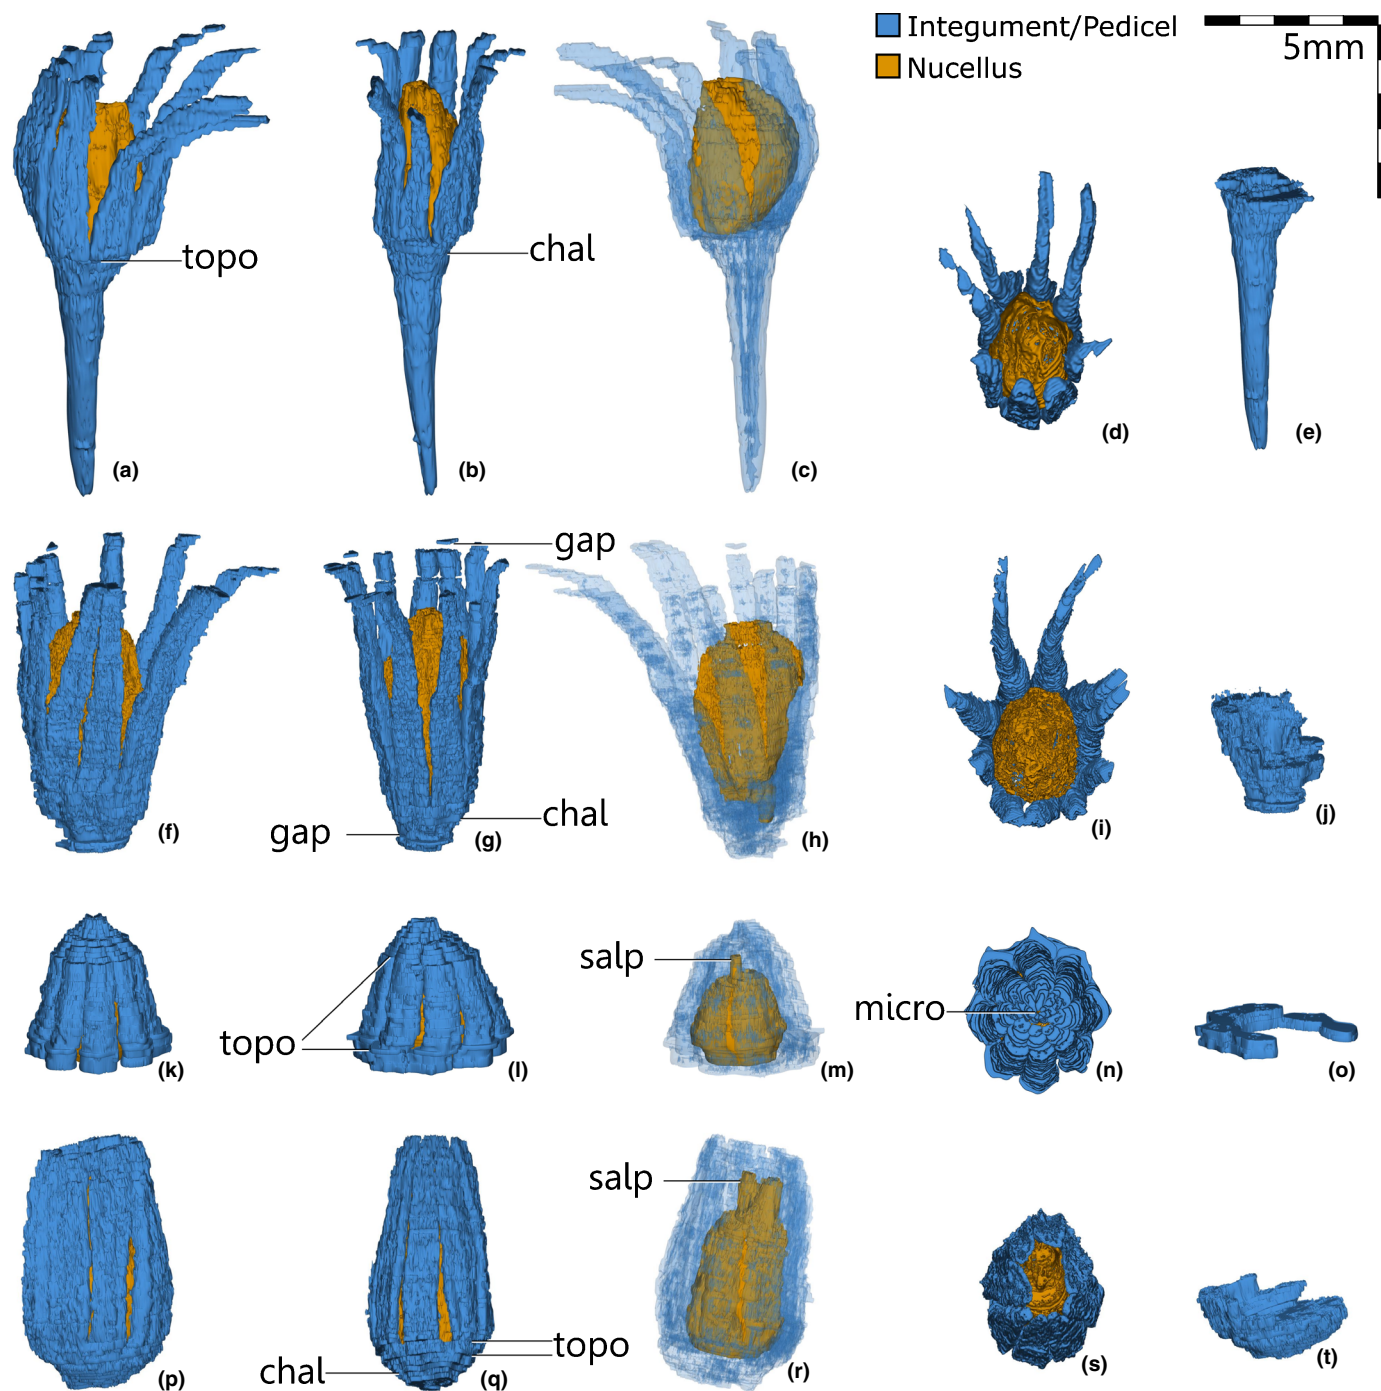 Integument/Pedicel
Nucellus
5mm
topo
chal
(a)
(b)
(c)
(d)
(e)
gap
gap
chal
(f)
(g)
(h)
(i)
(j)
salp
micro
topo
(k)
(l)
(m)
(n)
(o)
salp
topo
chal
(p)
(q)
(r)
(s)
(t)